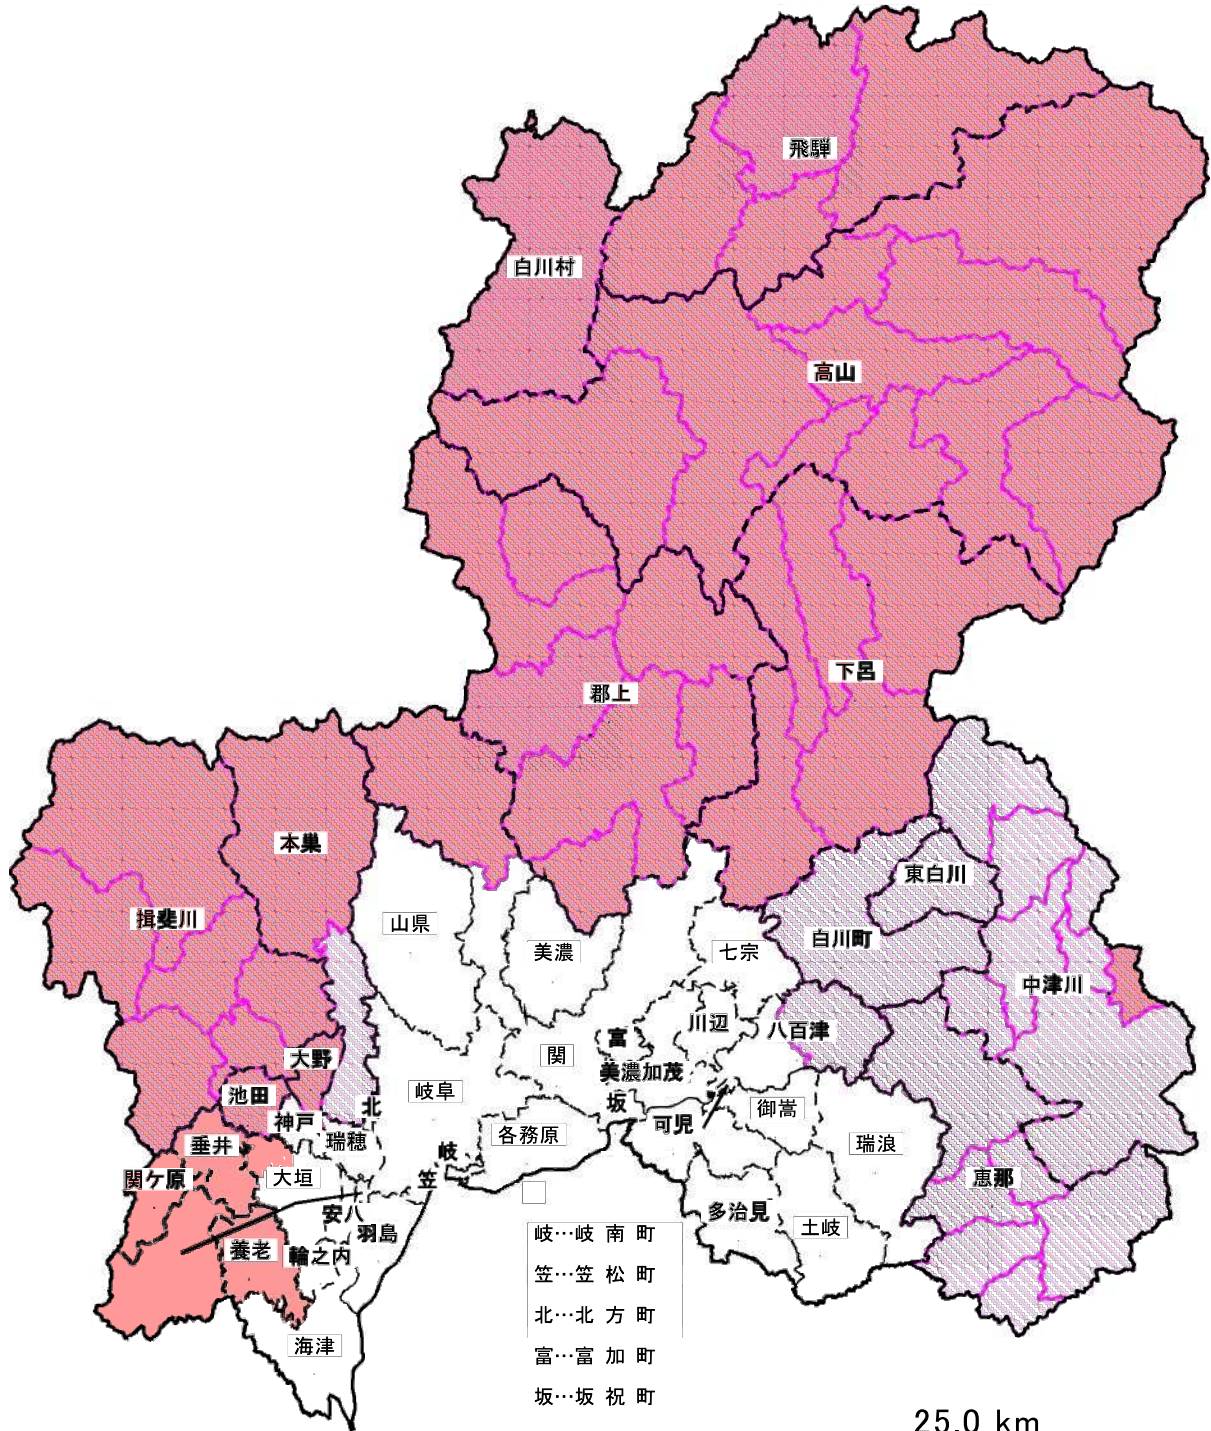 飛騨
白川村
高山
下呂
郡上
本巣
東白川
揖斐川
山県
白川町
美濃
七宗
中津川
川辺
八百津
富
関
大野
美濃加茂
岐阜
池田
坂
北
御嵩
神戸
可児
各務原
瑞穂
瑞浪
垂井
岐
関ケ原
大垣
笠
恵那
安八
多治見
羽島
土岐
養老
輪之内
海津
岐…岐 南 町
笠…笠 松 町
北…北 方 町
富…富 加 町
坂…坂 祝 町
25.0 km